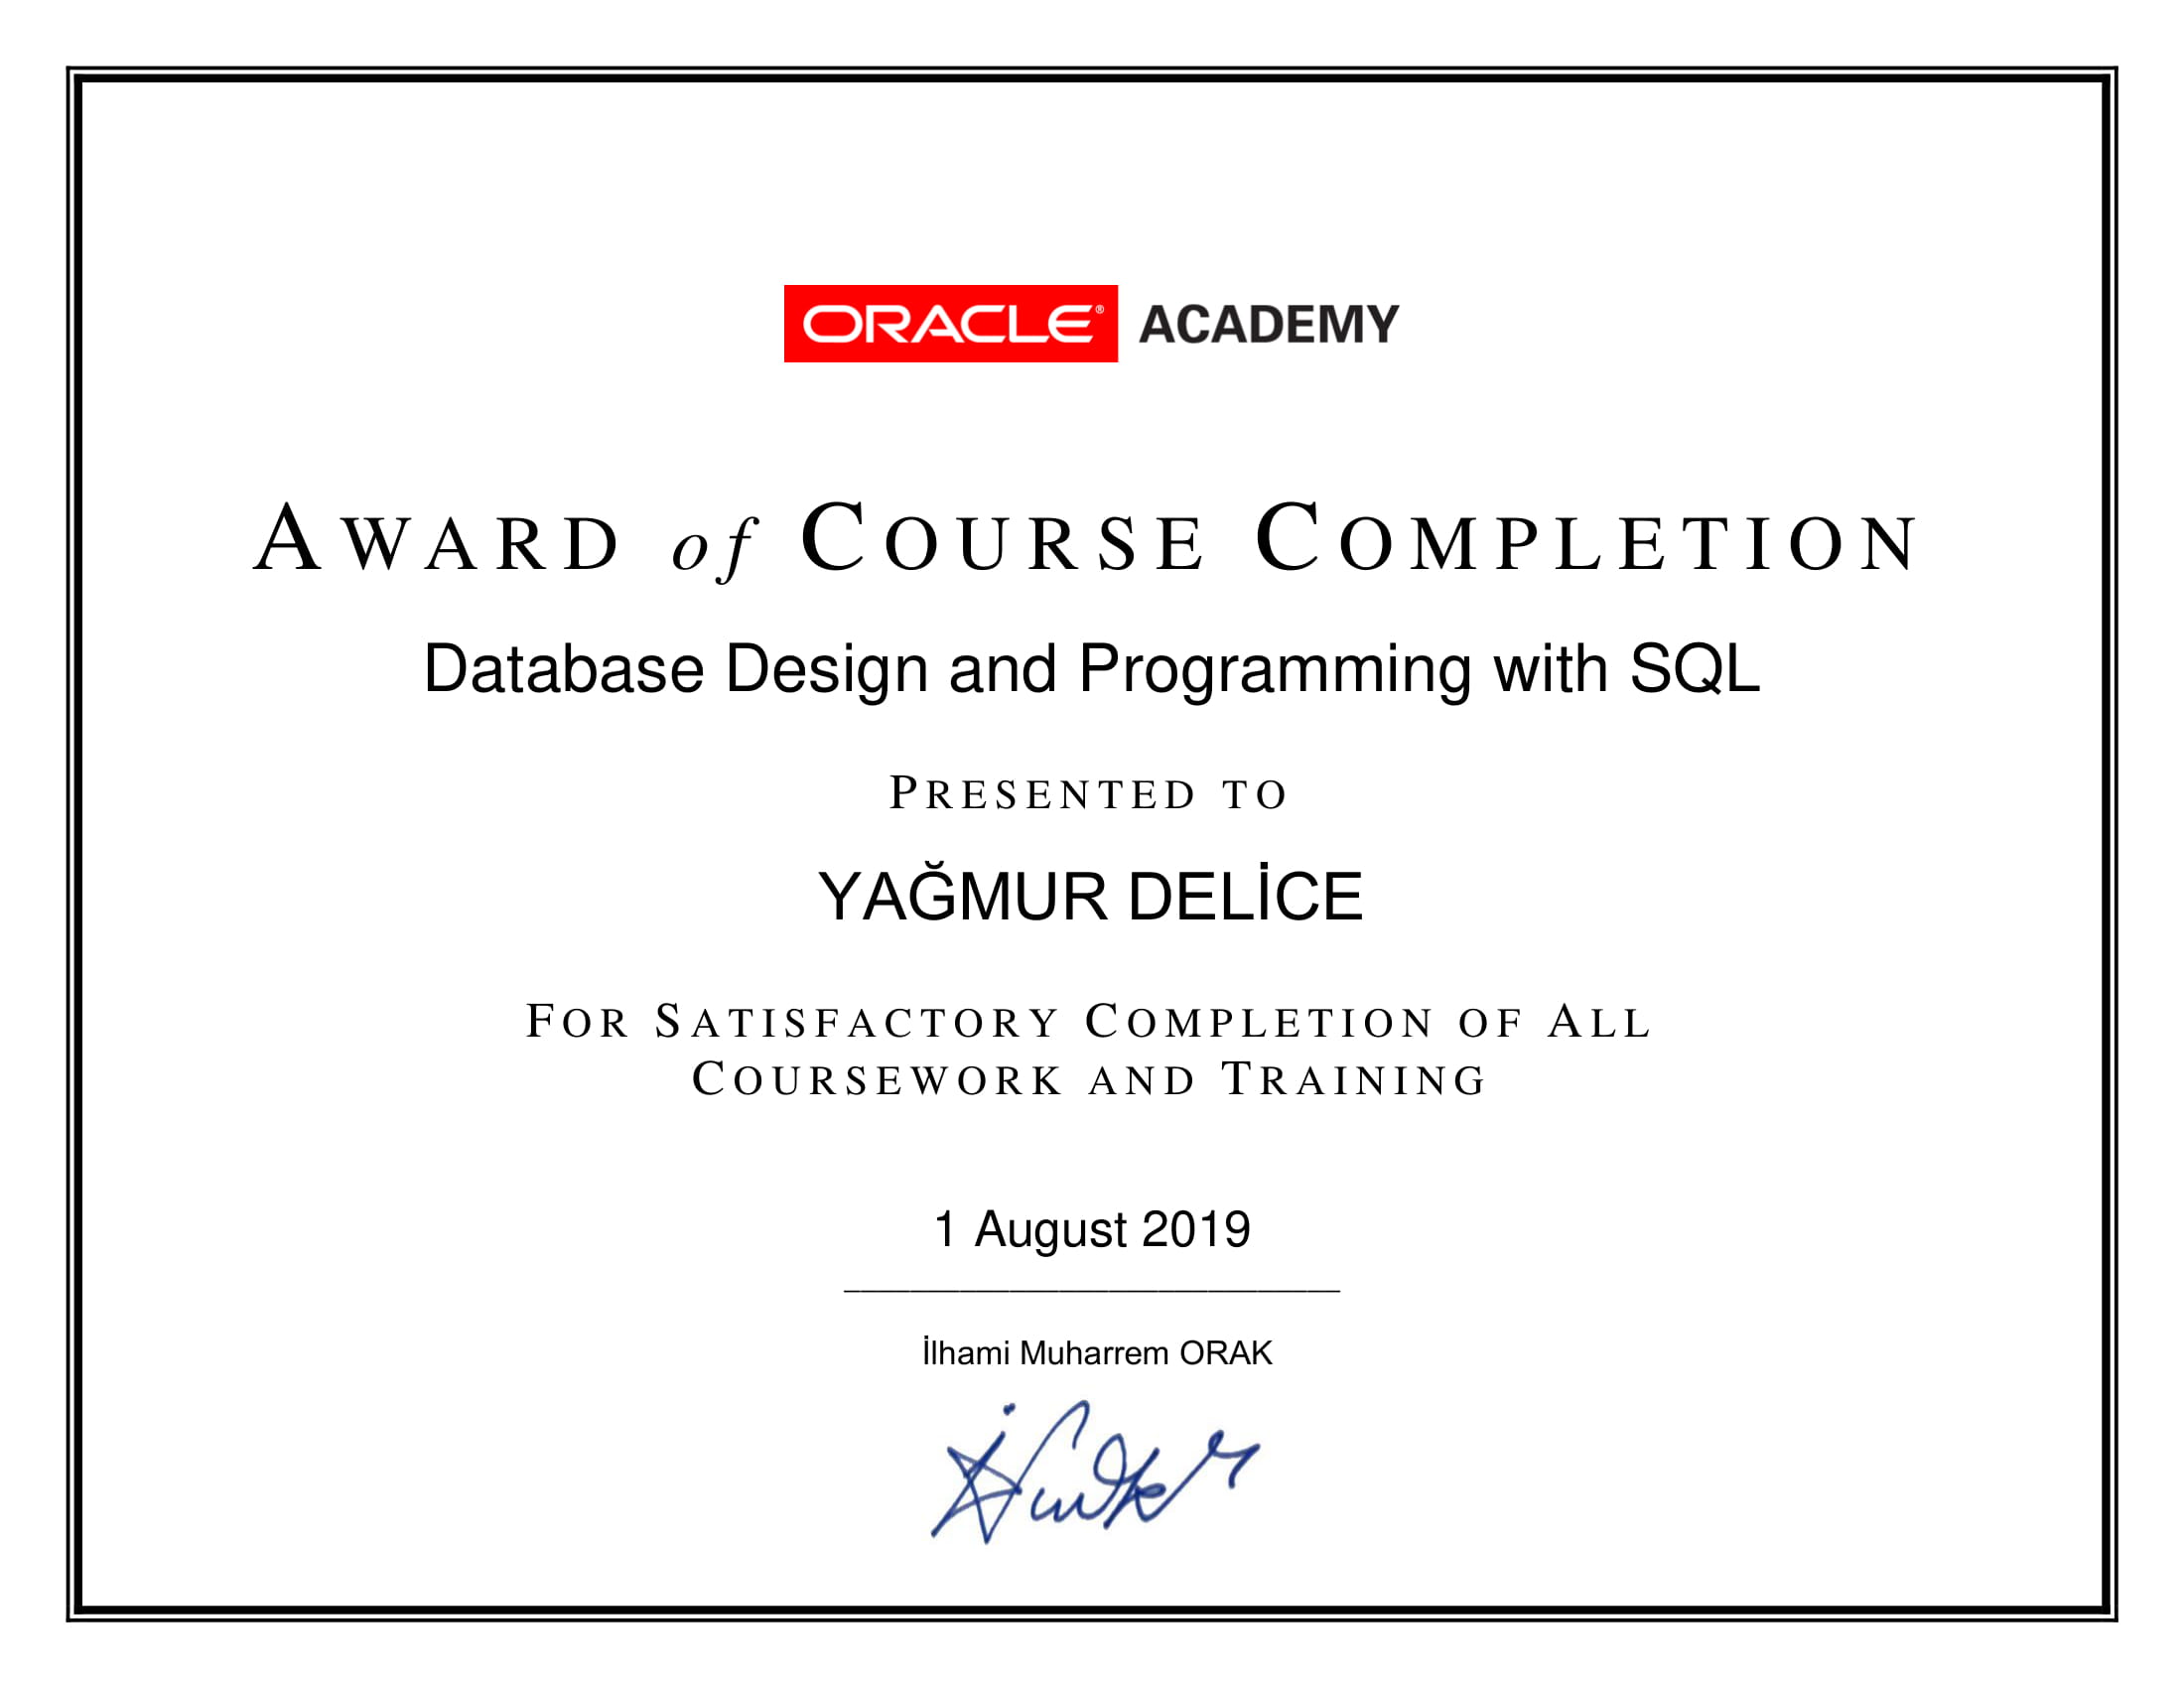 ORACLE® ACADEMY
AWARD of COURSE COMPLETION
Database Design and Programming with SQL
PRESENTED TO
YAĞMUR DELİCE
FOR SATISFACTORY COMPLETION OF ALL
COURSEWORK AND TRAINING
1 August 2019
İlhami Muharrem ORAK